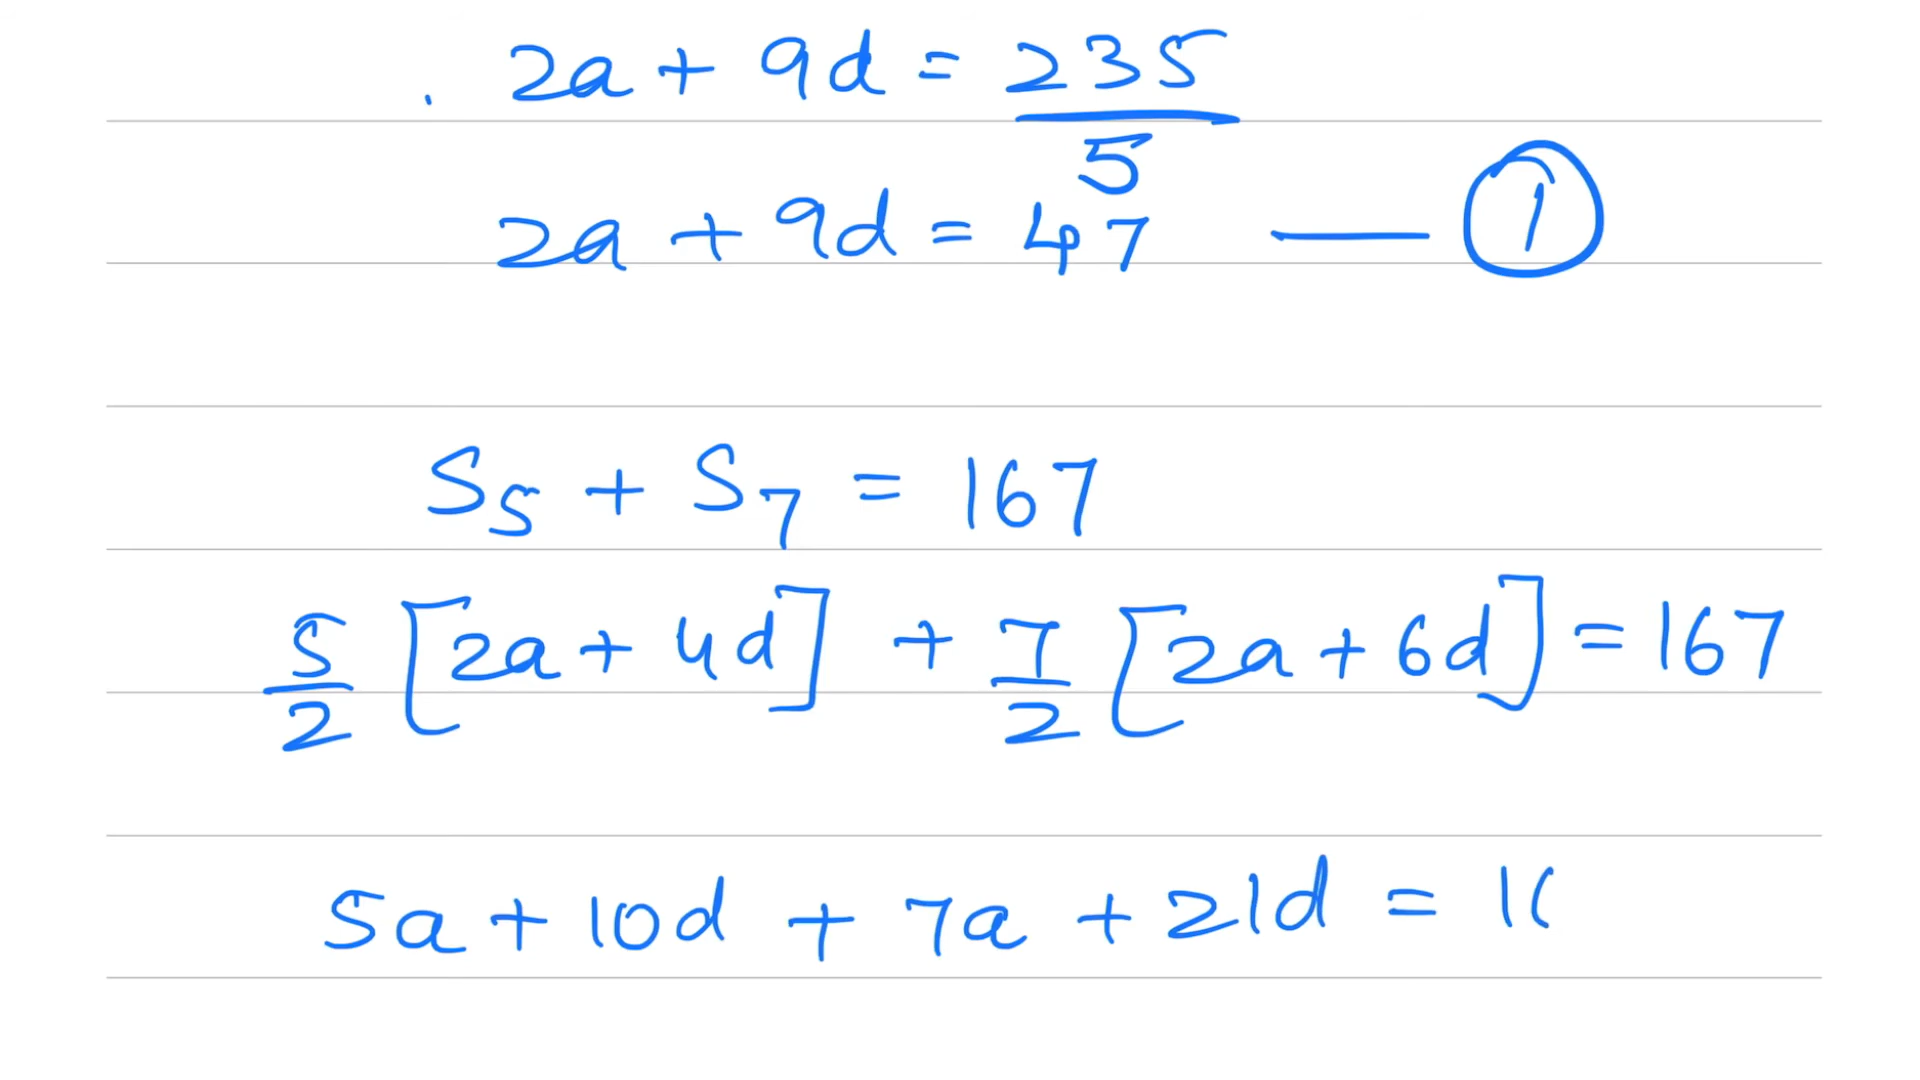 2a + 9d = 235/5
2a + 9d = 47 — ①
S₅ + S₇ = 167
5/2 [2a + 4d] + 7/2 [2a + 6d] = 167
5a + 10d + 7a + 21d = 1(